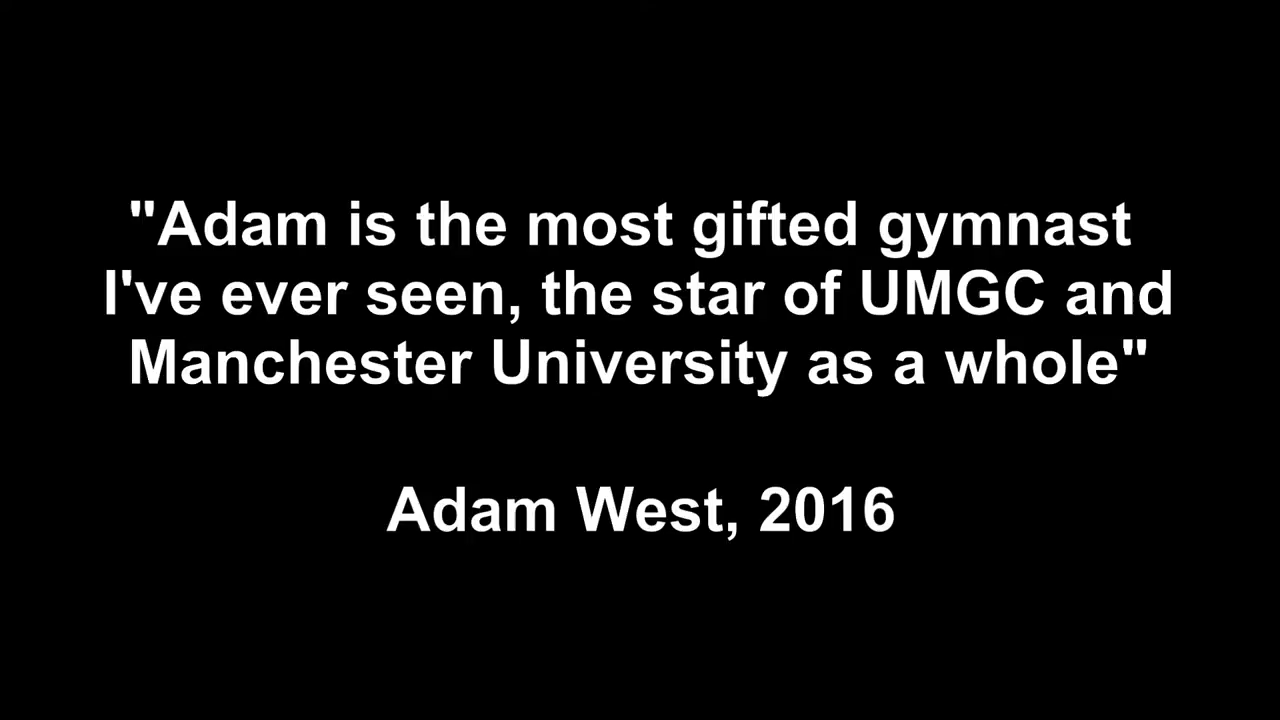 "Adam is the most gifted gymnast
I've ever seen, the star of UMGC and
Manchester University as a whole"
Adam West, 2016